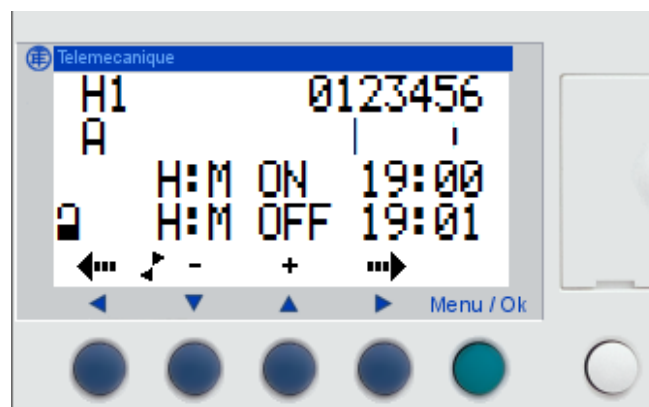 Telemecanique
H1 0123456
A
H:M ON 19:00
H:M OFF 19:01
- +
Menu / Ok